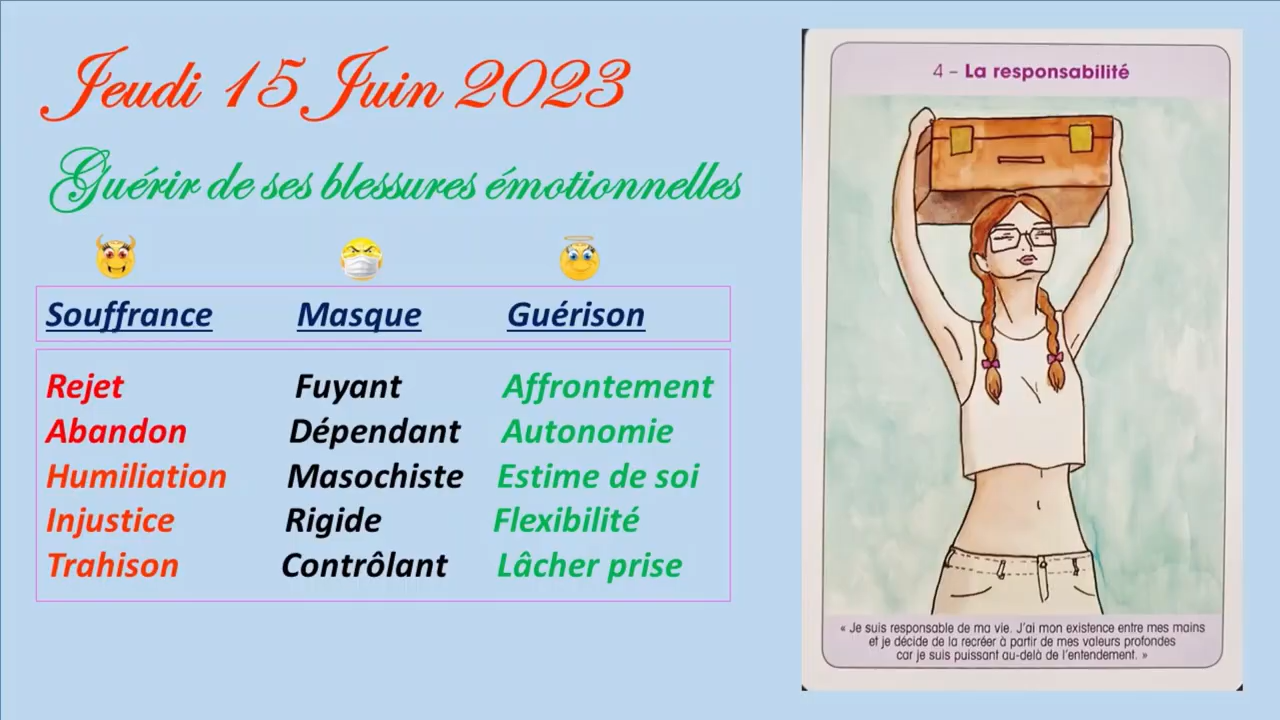 Jeudi 15 Juin 2023
Guérir de ses blessures émotionnelles
Souffrance Masque Guérison
Rejet Fuyant Affrontement
Abandon Dépendant Autonomie
Humiliation Masochiste Estime de soi
Injustice Rigide Flexibilité
Trahison Contrôlant Lâcher prise
4 - La responsabilité
« Je suis responsable de ma vie. J'ai mon existence entre mes mains
et je décide de la recréer à partir de mes valeurs profondes
car je suis puissant au-delà de l'entendement. »